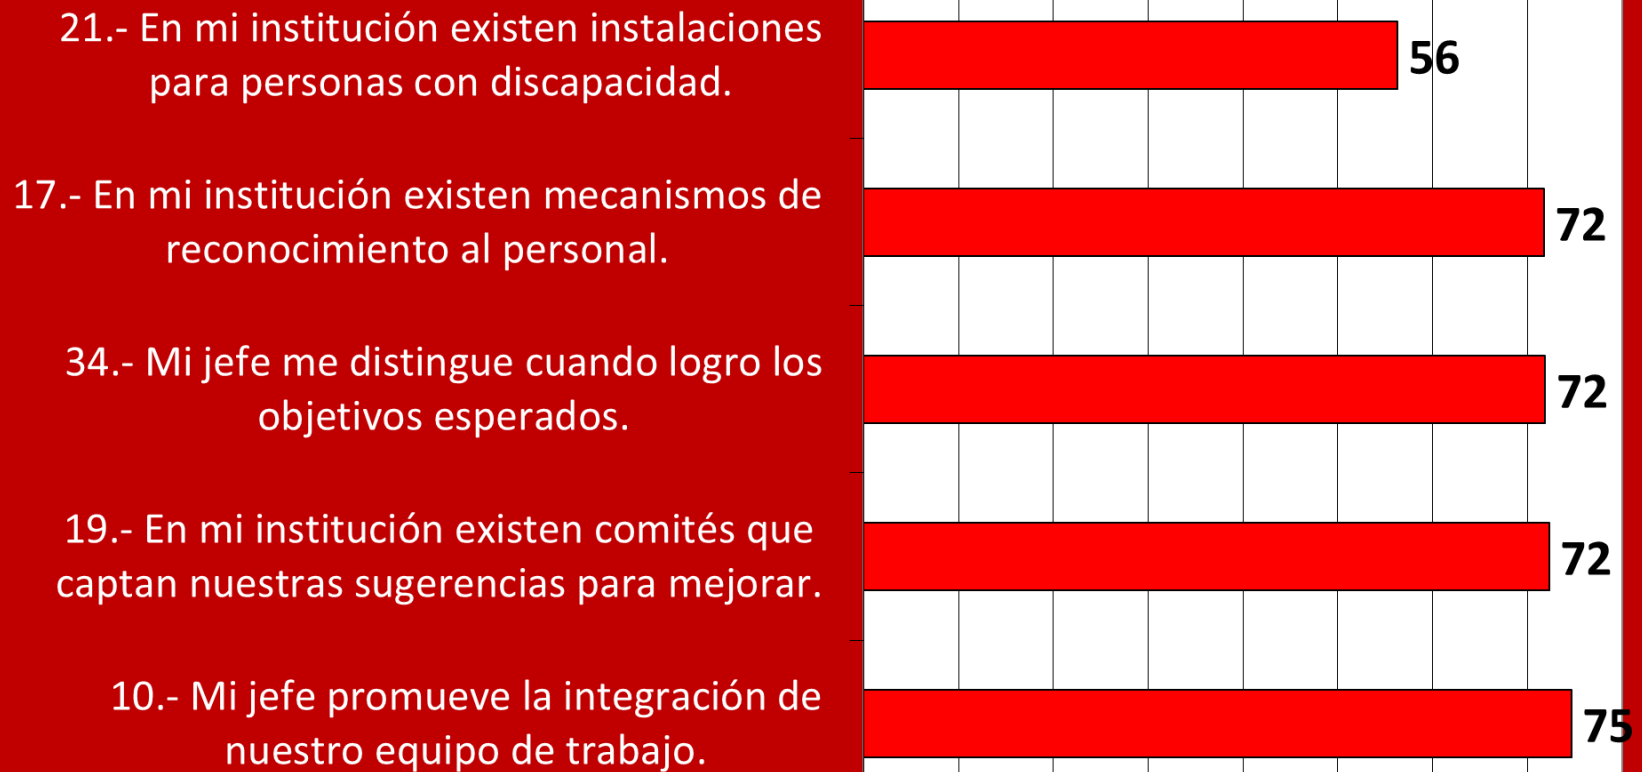 21.- En mi institución existen instalaciones
para personas con discapacidad.
56
17.- En mi institución existen mecanismos de
reconocimiento al personal.
72
34.- Mi jefe me distingue cuando logro los
objetivos esperados.
72
19.- En mi institución existen comités que
captan nuestras sugerencias para mejorar.
72
10.- Mi jefe promueve la integración de
nuestro equipo de trabajo.
75